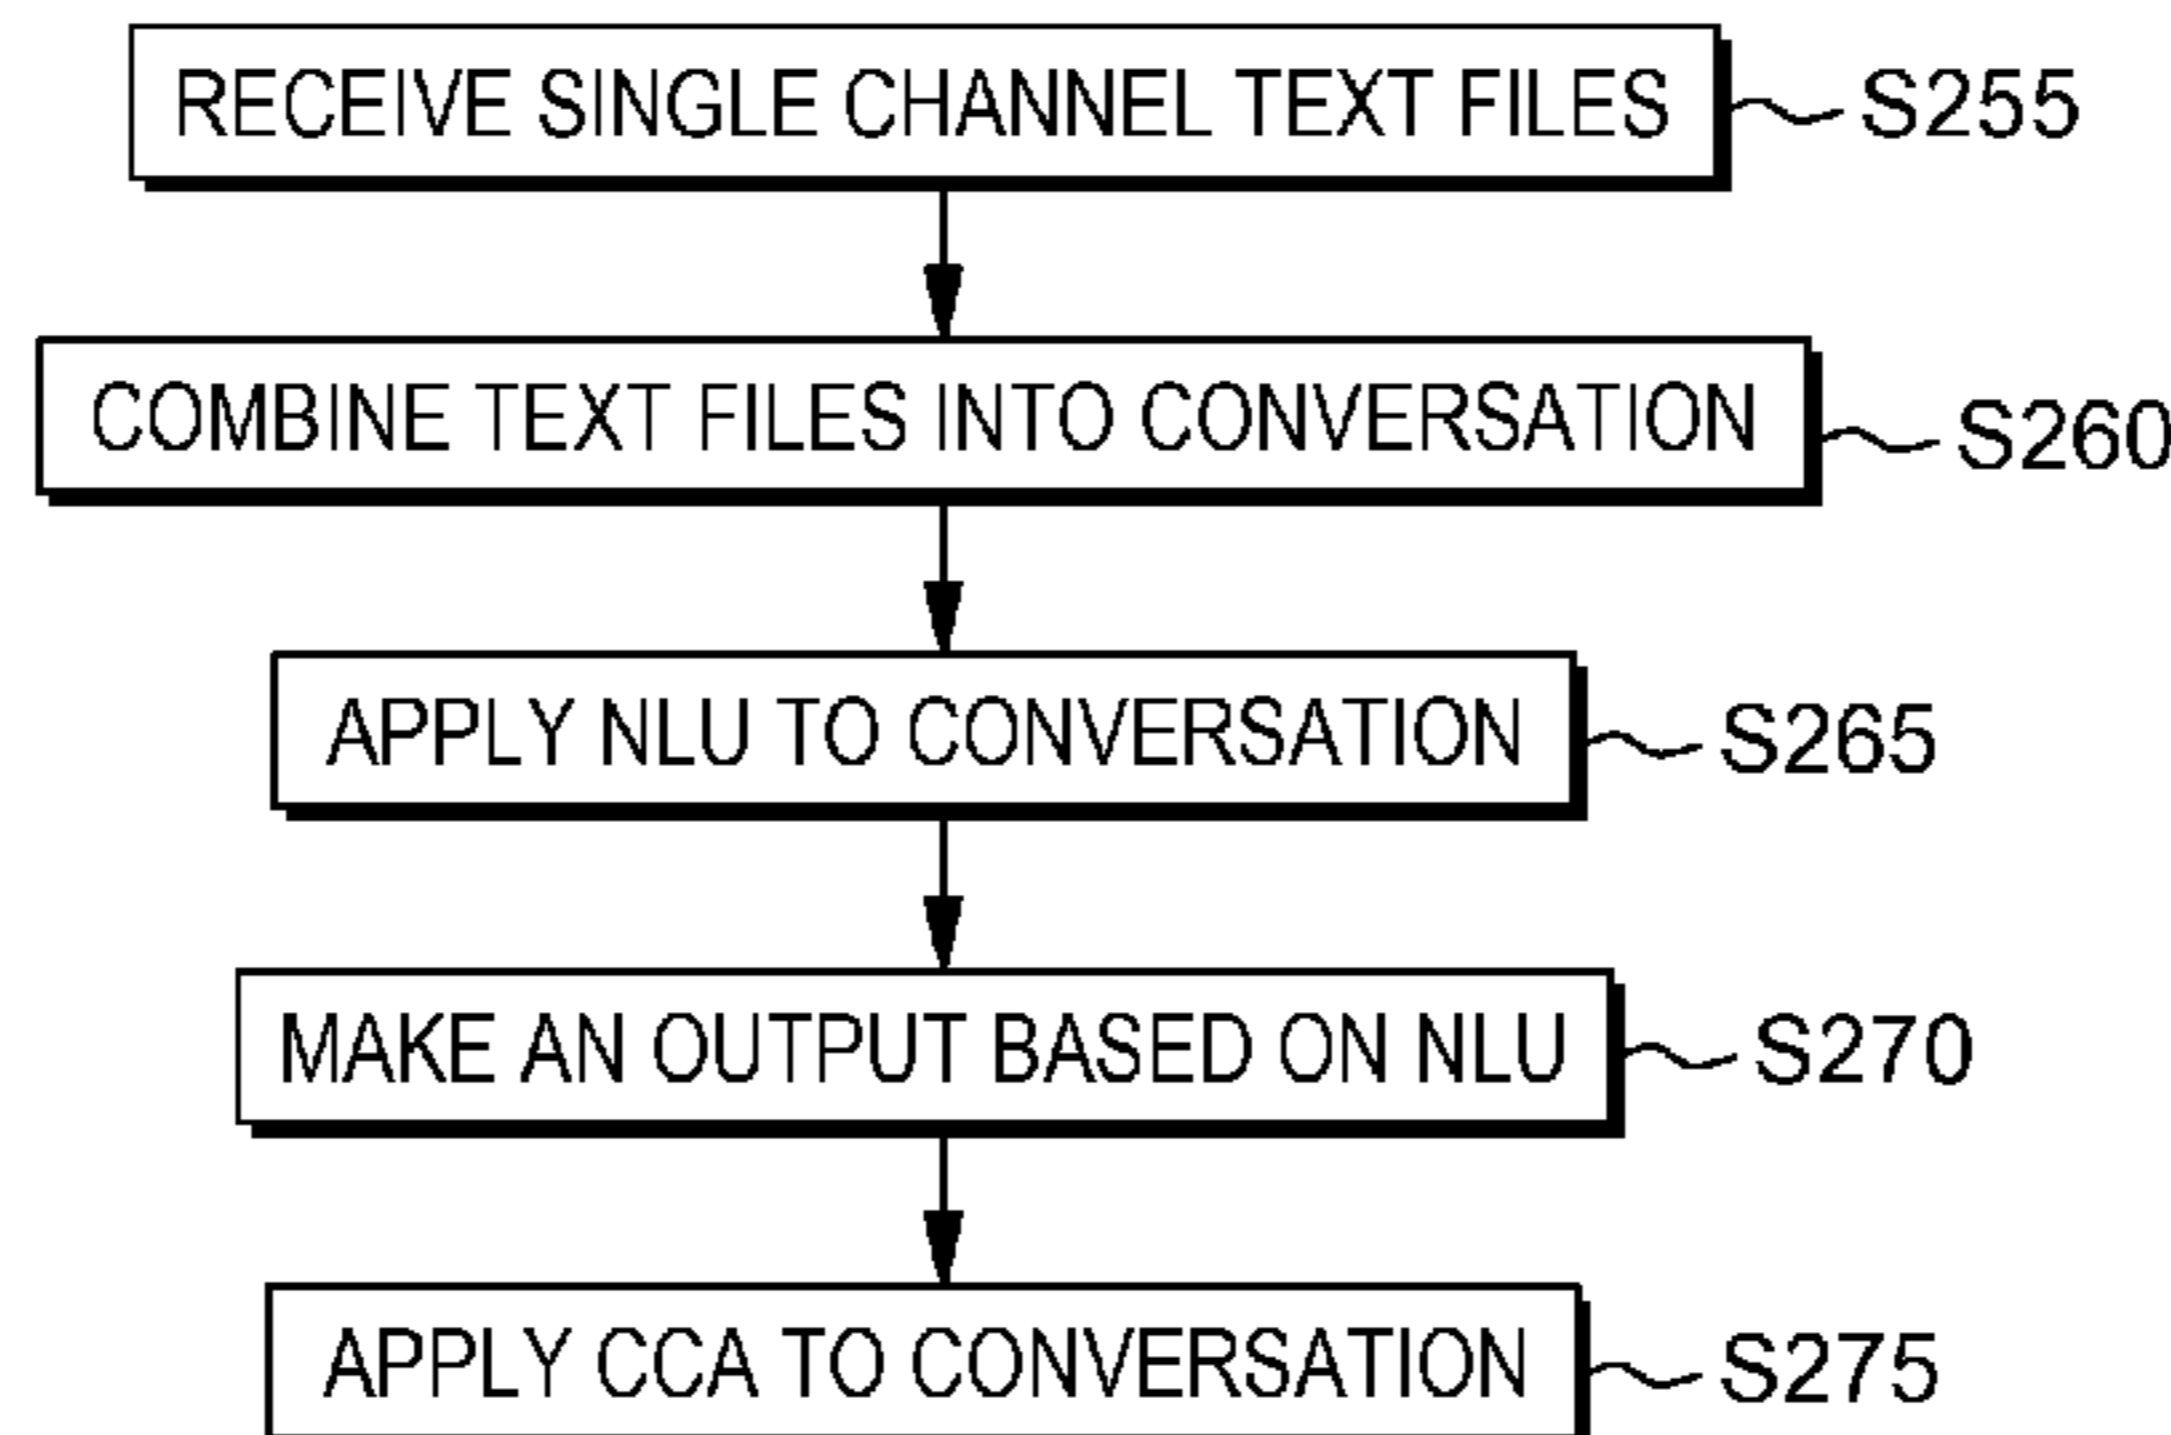 RECEIVE SINGLE CHANNEL TEXT FILES S255
COMBINE TEXT FILES INTO CONVERSATION S260
APPLY NLU TO CONVERSATION S265
MAKE AN OUTPUT BASED ON NLU S270
APPLY CCA TO CONVERSATION S275